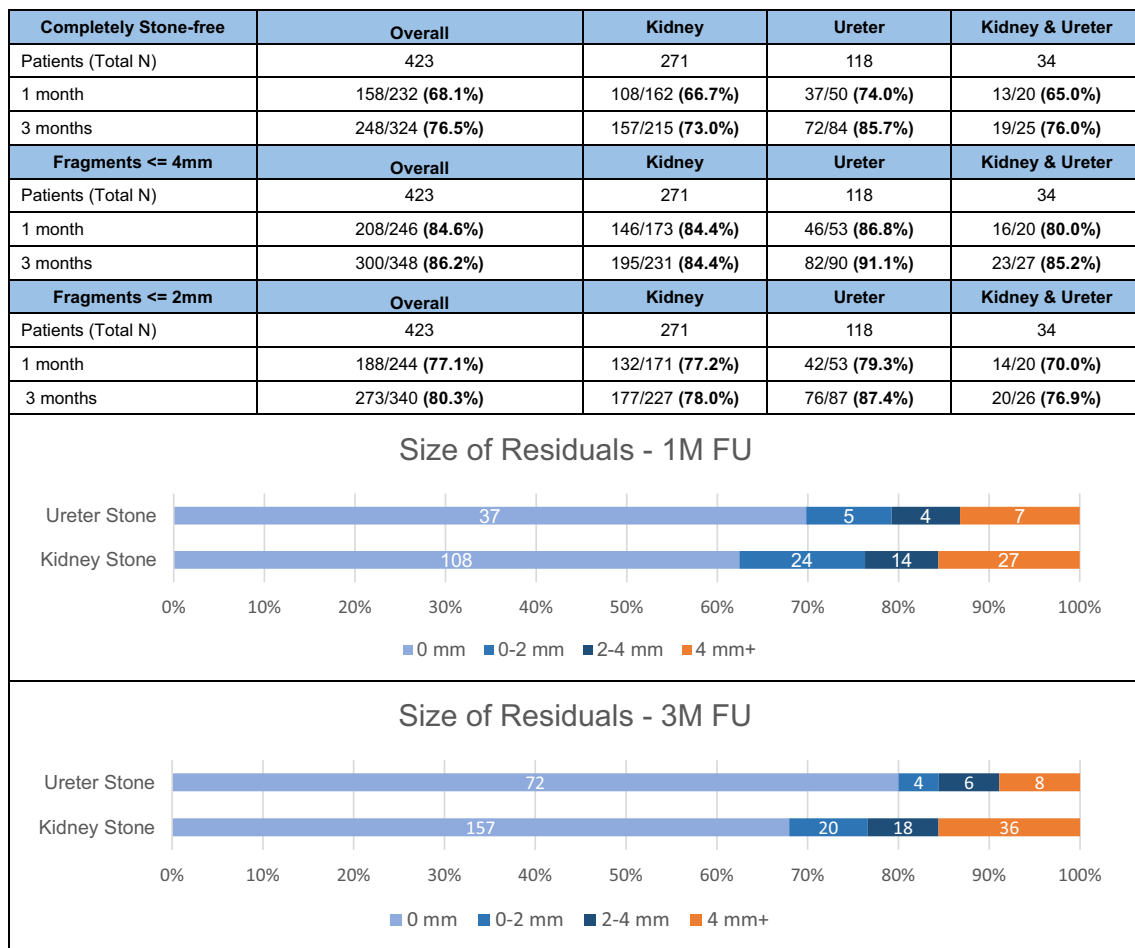 Completely Stone-free Overall Kidney Ureter Kidney & Ureter
Patients (Total N) 423 271 118 34
1 month 158/232 (68.1%) 108/162 (66.7%) 37/50 (74.0%) 13/20 (65.0%)
3 months 248/324 (76.5%) 157/215 (73.0%) 72/84 (85.7%) 19/25 (76.0%)
Fragments <= 4mm Overall Kidney Ureter Kidney & Ureter
Patients (Total N) 423 271 118 34
1 month 208/246 (84.6%) 146/173 (84.4%) 46/53 (86.8%) 16/20 (80.0%)
3 months 300/348 (86.2%) 195/231 (84.4%) 82/90 (91.1%) 23/27 (85.2%)
Fragments <= 2mm Overall Kidney Ureter Kidney & Ureter
Patients (Total N) 423 271 118 34
1 month 188/244 (77.1%) 132/171 (77.2%) 42/53 (79.3%) 14/20 (70.0%)
3 months 273/340 (80.3%) 177/227 (78.0%) 76/87 (87.4%) 20/26 (76.9%)
Size of Residuals - 1M FU
Ureter Stone 37 5 4 7
Kidney Stone 108 24 14 27
0% 10% 20% 30% 40% 50% 60% 70% 80% 90% 100%
0 mm 0-2 mm 2-4 mm 4 mm+
Size of Residuals - 3M FU
Ureter Stone 72 4 6 8
Kidney Stone 157 20 18 36
0% 10% 20% 30% 40% 50% 60% 70% 80% 90% 100%
0 mm 0-2 mm 2-4 mm 4 mm+